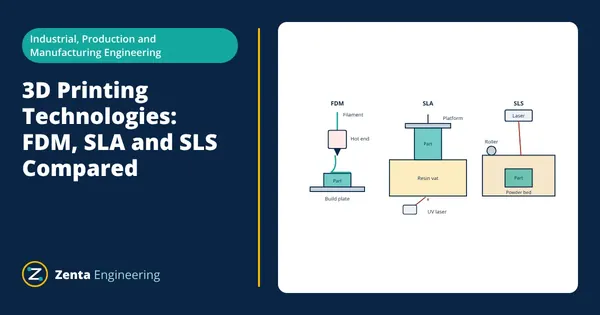 Industrial, Production and
Manufacturing Engineering
3D Printing
Technologies:
FDM, SLA and SLS
Compared
Zenta Engineering
FDM
Filament
Hot end
Part
Build plate
SLA
Platform
Part
Resin vat
UV laser
SLS
Laser
Roller
Part
Powder bed